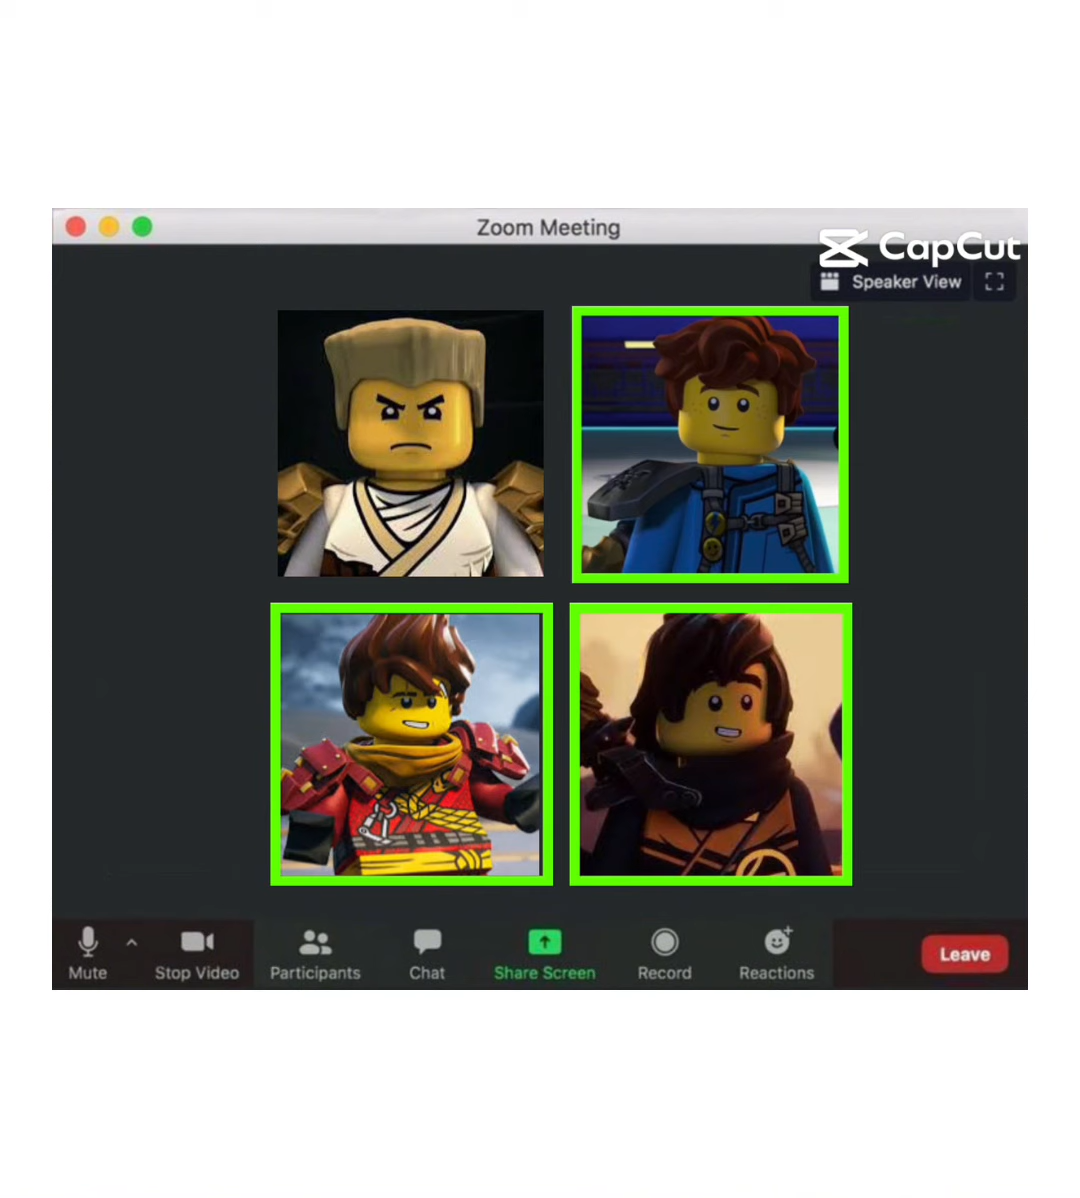 Zoom Meeting
CapCut
Speaker View
Mute
Stop Video
Participants
Chat
Share Screen
Record
Reactions
Leave